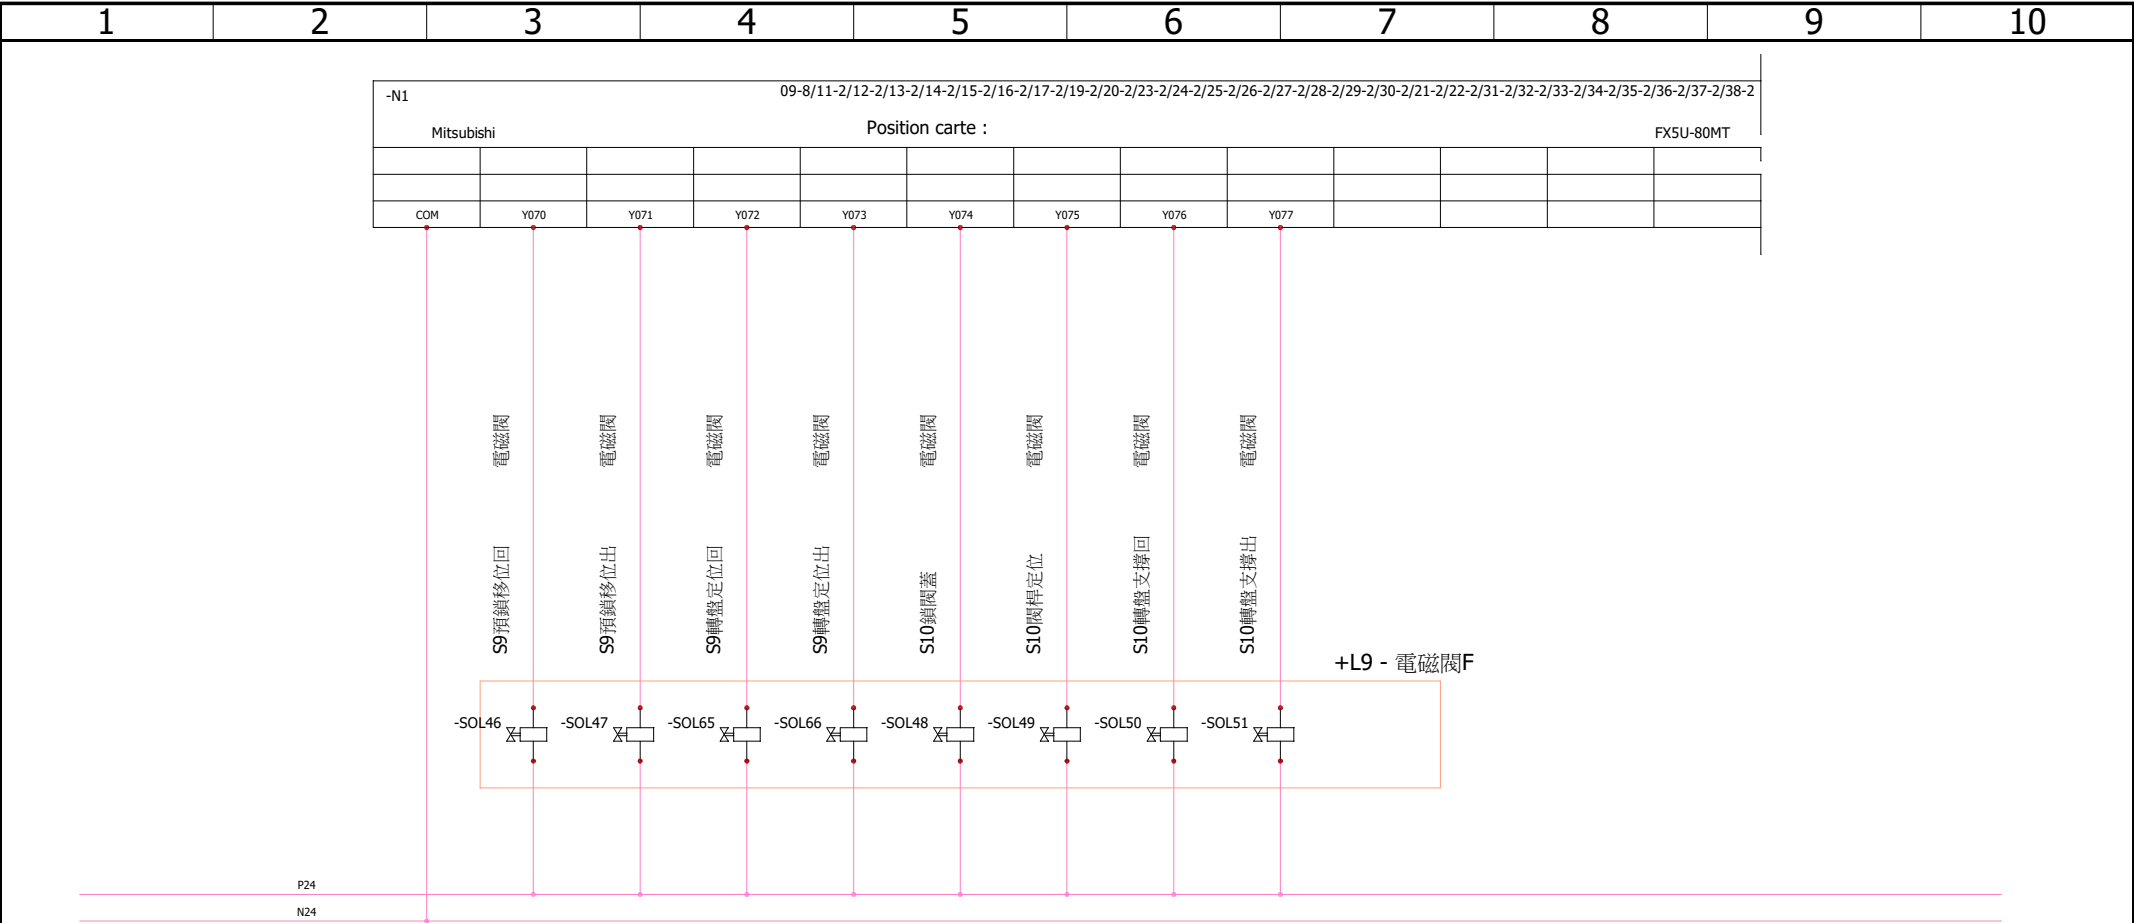 1 2 3 4 5 6 7 8 9 10
-N1 09-8/11-2/12-2/13-2/14-2/15-2/16-2/17-2/19-2/20-2/23-2/24-2/25-2/26-2/27-2/28-2/29-2/30-2/21-2/22-2/31-2/32-2/33-2/34-2/35-2/36-2/37-2/38-2
Mitsubishi Position carte : FX5U-80MT
COM Y070 Y071 Y072 Y073 Y074 Y075 Y076 Y077
S9預鎖移位回 電磁閥
S9預鎖移位出 電磁閥
S9轉盤定位回 電磁閥
S9轉盤定位出 電磁閥
S10鎖閥蓋 電磁閥
S10閥桿定位 電磁閥
S10轉盤支撐回 電磁閥
S10轉盤支撐出 電磁閥
+L9 - 電磁閥F
-SOL46 -SOL47 -SOL65 -SOL66 -SOL48 -SOL49 -SOL50 -SOL51
P24
N24